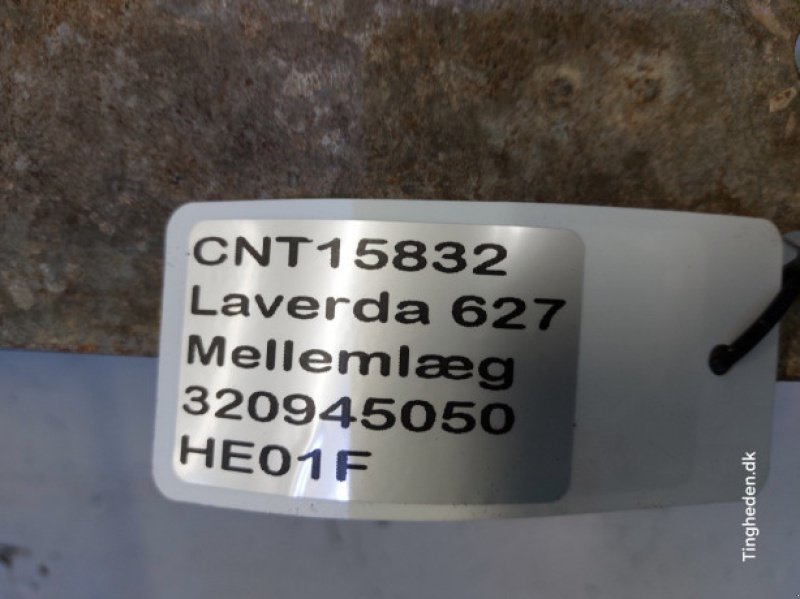 CNT15832
Laverda 627
Mellemlæg
320945050
HE01F
Tingheden.dk